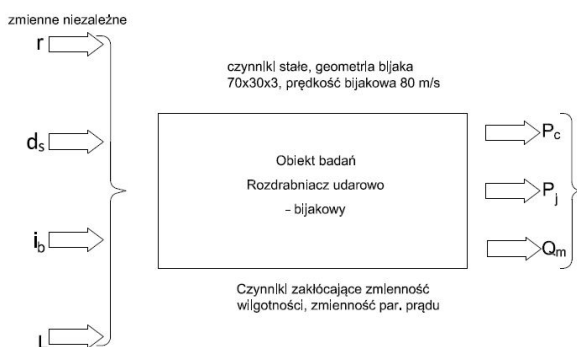 zmienne niezależne
r
ds
ib
czynniki stałe, geometria bijaka
70x30x3, prędkość bijakowa 80 m/s
Obiekt badań
Rozdrabniacz udarowo
- bijakowy
Czynniki zakłócające zmienność
wilgotności, zmienność par. prądu
Pc
Pj
Qm